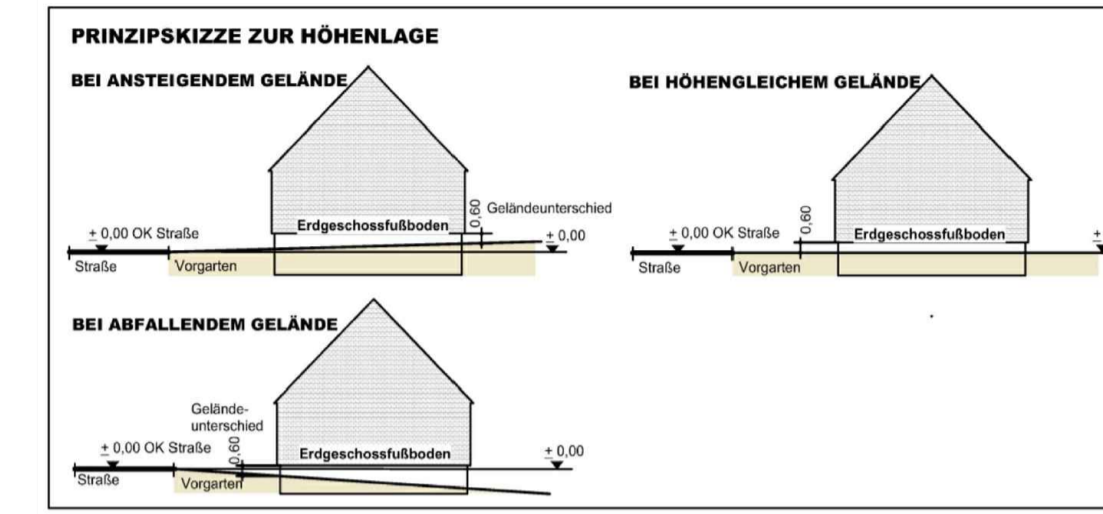 PRINZIPSKIZZE ZUR HÖHENLAGE
BEI ANSTEIGENDEM GELÄNDE
0,60
Geländeunterschied
Erdgeschossfußboden
± 0,00 OK Straße
± 0,00
Straße
Vorgarten
BEI HÖHENGLEICHEM GELÄNDE
0,60
± 0,00 OK Straße
Erdgeschossfußboden
±
Straße
Vorgarten
BEI ABFALLENDEM GELÄNDE
Gelände-
unterschied
± 0,00 OK Straße
0,60
Erdgeschossfußboden
± 0,00
Straße
Vorgarten